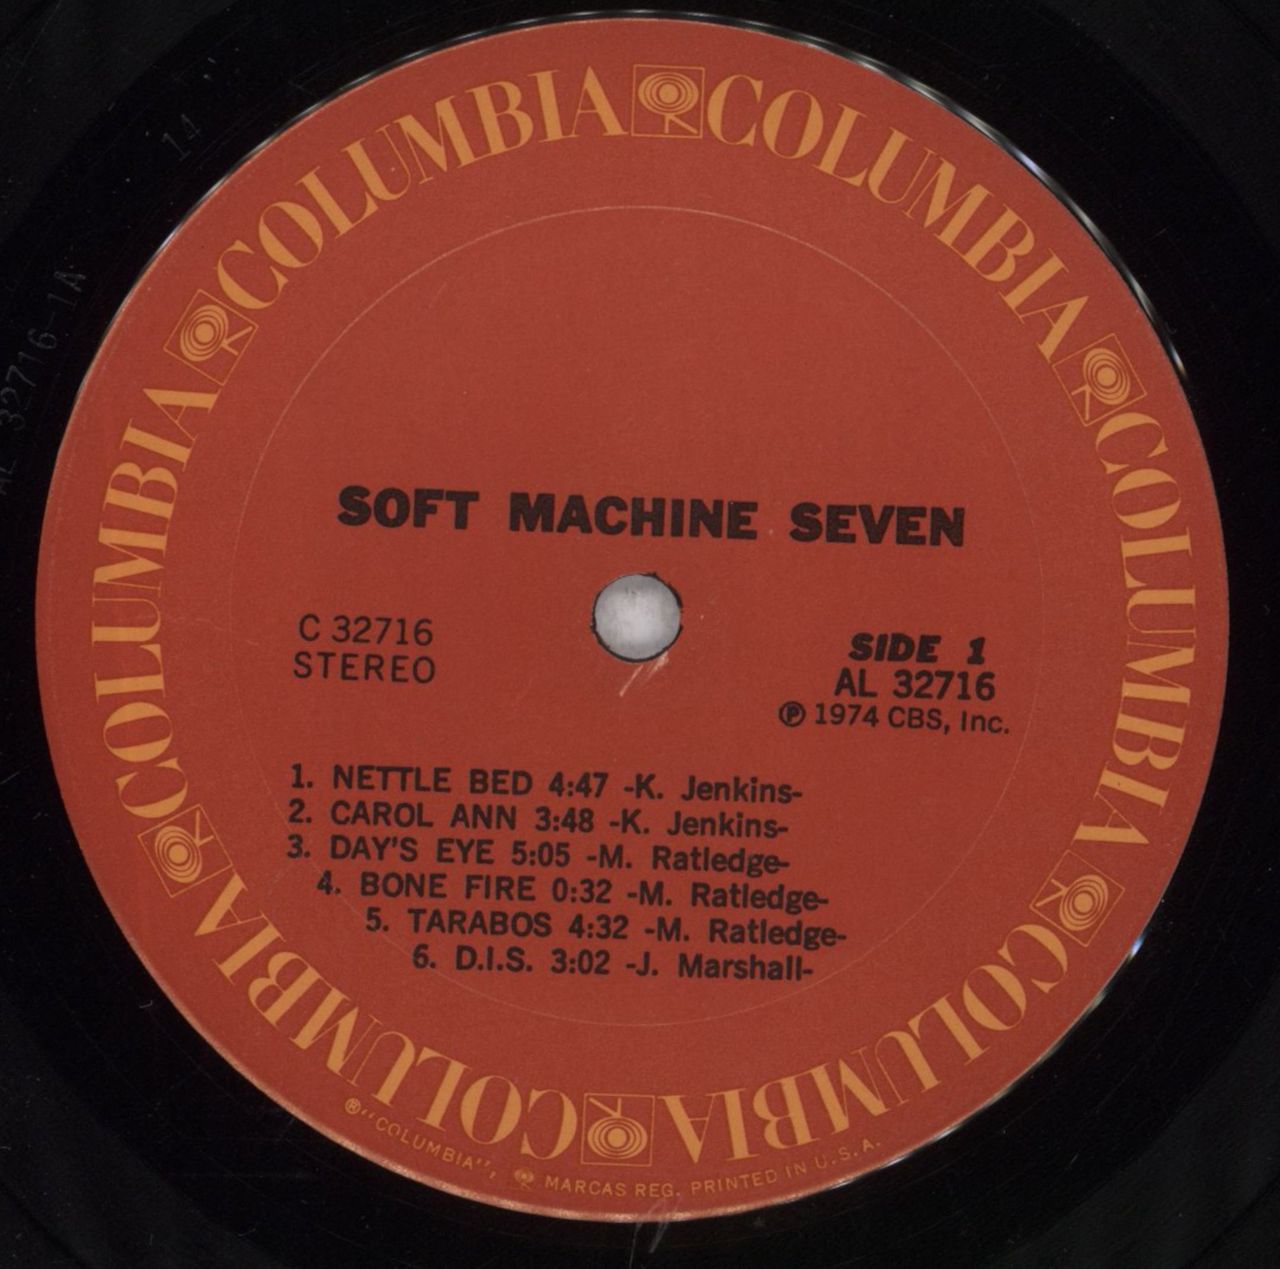 COLUMBIA COLUMBIA COLUMBIA COLUMBIA COLUMBIA COLUMBIA
SOFT MACHINE SEVEN
C 32716
STEREO
SIDE 1
AL 32716
℗ 1974 CBS, Inc.
1. NETTLE BED 4:47 -K. Jenkins-
2. CAROL ANN 3:48 -K. Jenkins-
3. DAY'S EYE 5:05 -M. Ratledge-
4. BONE FIRE 0:32 -M. Ratledge-
5. TARABOS 4:32 -M. Ratledge-
6. D.I.S. 3:02 -J. Marshall-
®"COLUMBIA", MARCAS REG. PRINTED IN U.S.A.
AL 32716-1A
14